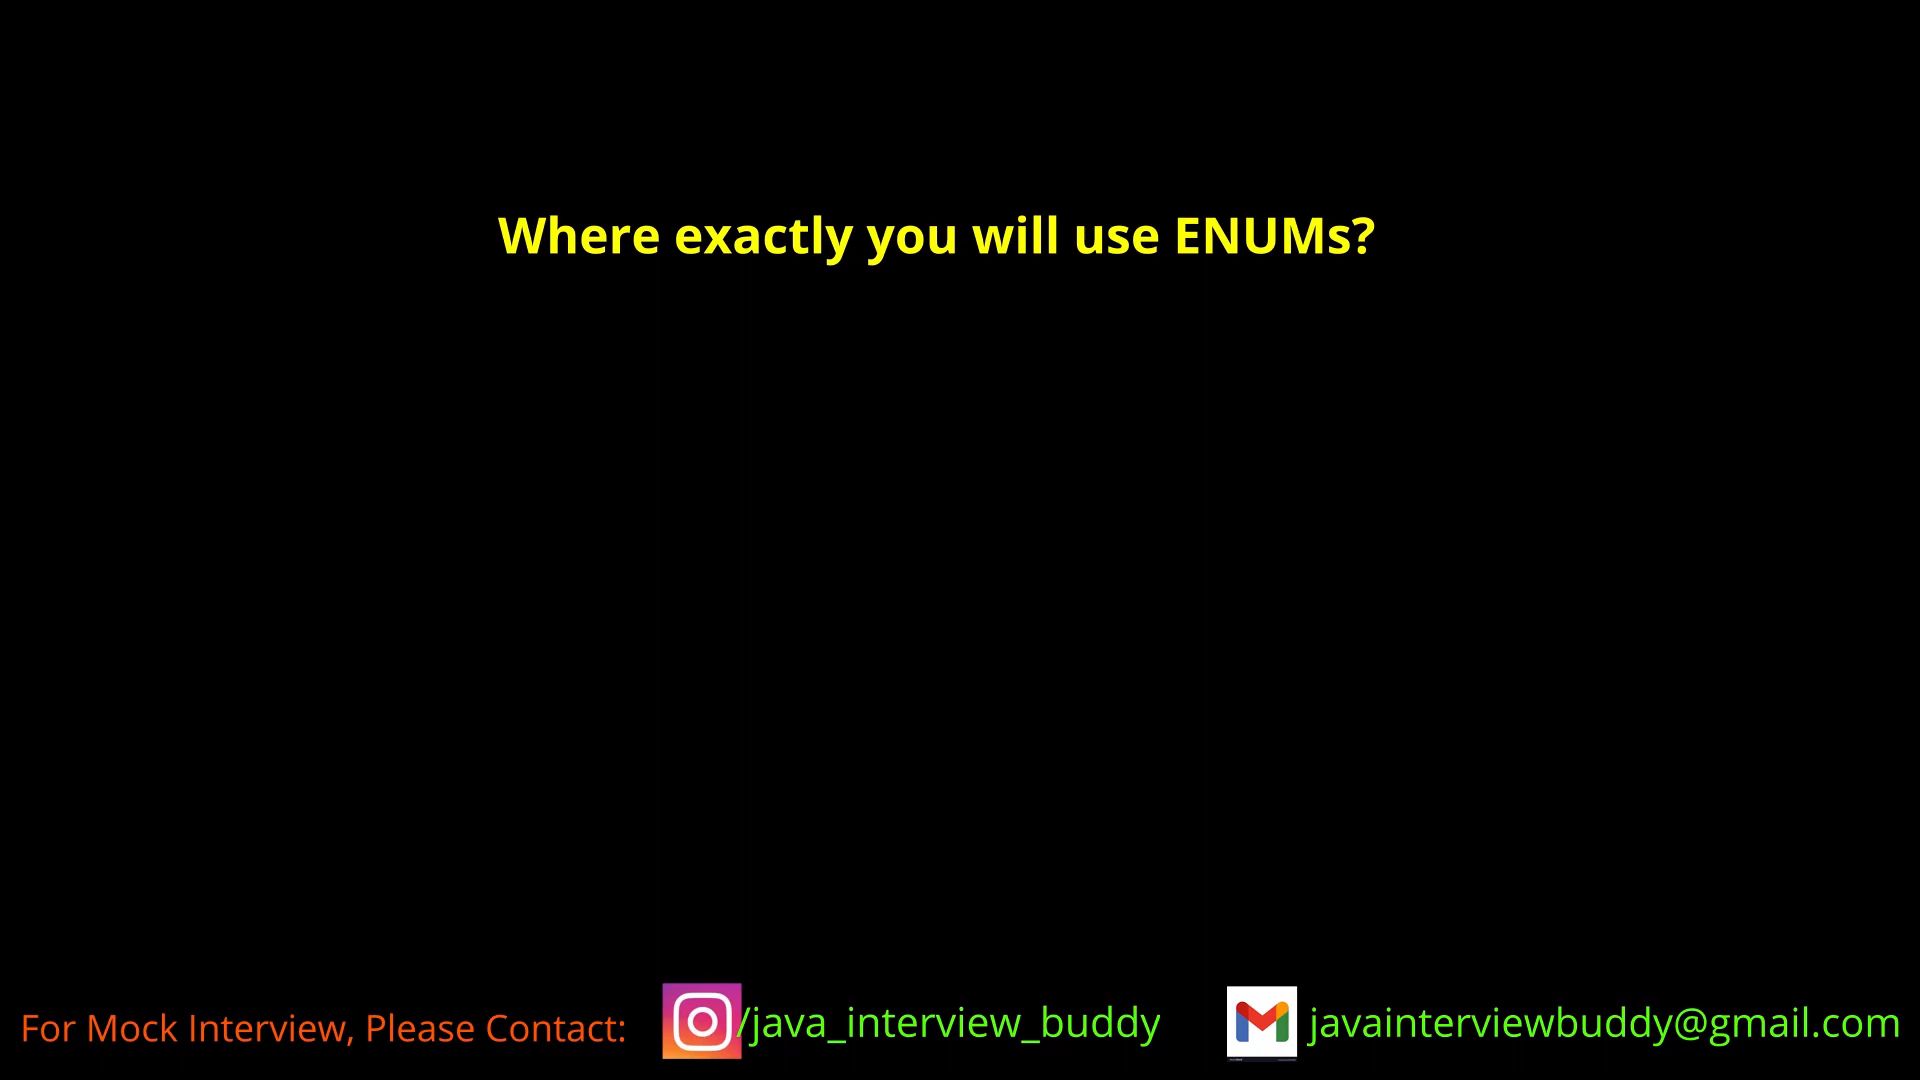 Where exactly you will use ENUMs?
For Mock Interview, Please Contact: /java_interview_buddy javainterviewbuddy@gmail.com